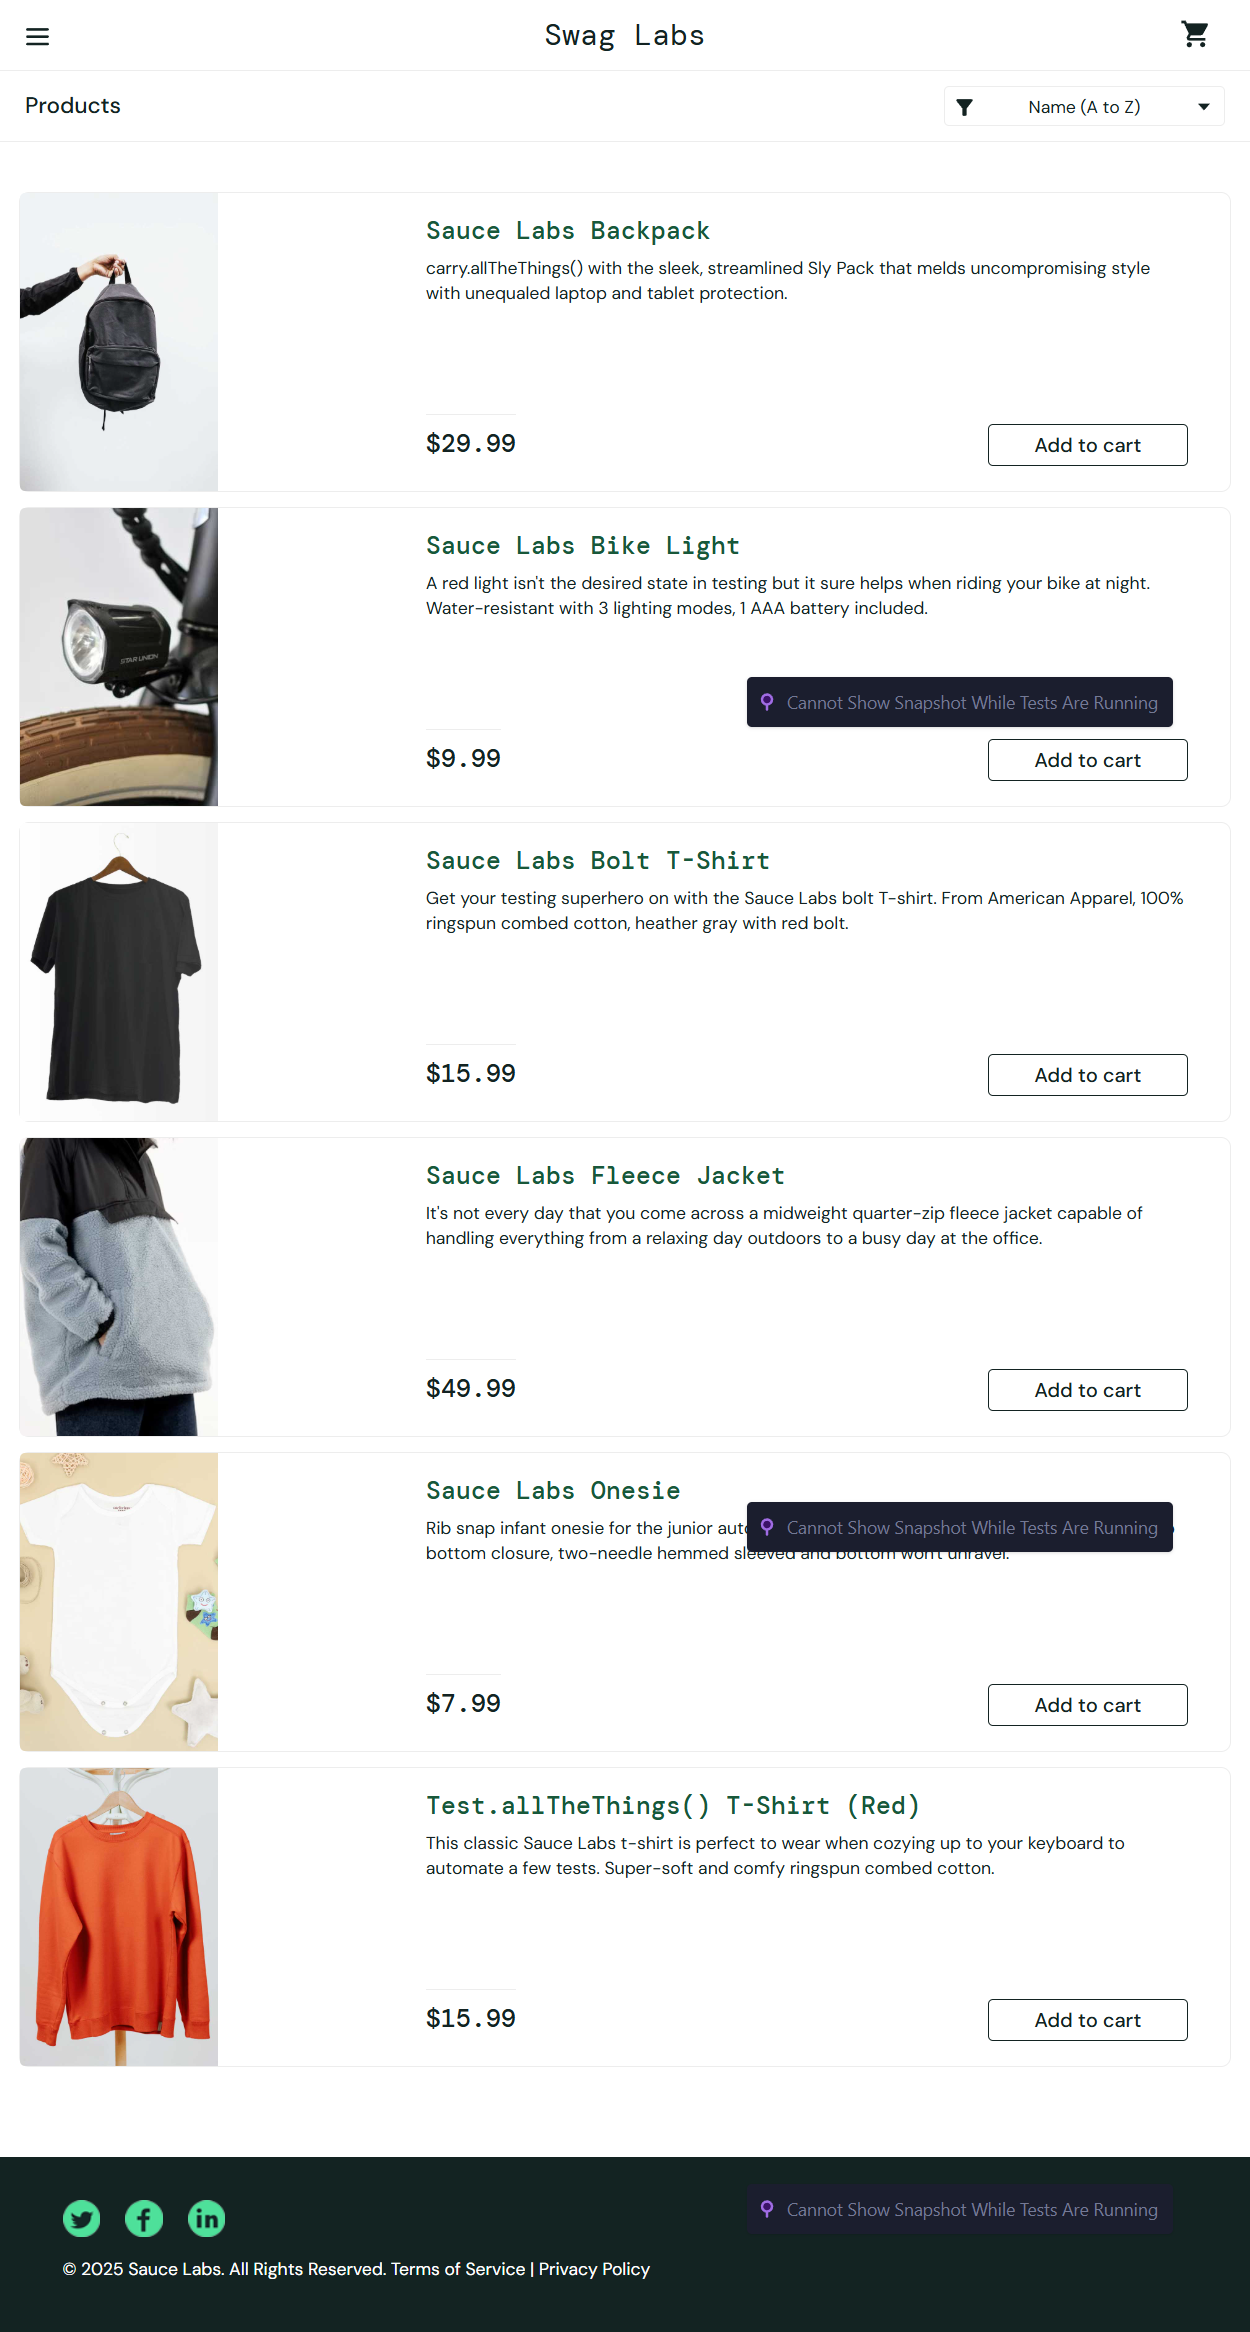 Swag Labs
Products
Name (A to Z)
Sauce Labs Backpack
carry.allTheThings() with the sleek, streamlined Sly Pack that melds uncompromising style
with unequaled laptop and tablet protection.
$29.99
Add to cart
STAR UNION
Sauce Labs Bike Light
A red light isn't the desired state in testing but it sure helps when riding your bike at night.
Water-resistant with 3 lighting modes, 1 AAA battery included.
Cannot Show Snapshot While Tests Are Running
$9.99
Add to cart
Sauce Labs Bolt T-Shirt
Get your testing superhero on with the Sauce Labs bolt T-shirt. From American Apparel, 100%
ringspun combed cotton, heather gray with red bolt.
$15.99
Add to cart
Sauce Labs Fleece Jacket
It's not every day that you come across a midweight quarter-zip fleece jacket capable of
handling everything from a relaxing day outdoors to a busy day at the office.
$49.99
Add to cart
Sauce Labs Onesie
Rib snap infant onesie for the junior
Cannot Show Snapshot While Tests Are Running
bottom closure, two-needle hemmed sleeved and bottom won't unravel.
$7.99
Add to cart
Test.allTheThings() T-Shirt (Red)
This classic Sauce Labs t-shirt is perfect to wear when cozying up to your keyboard to
automate a few tests. Super-soft and comfy ringspun combed cotton.
$15.99
Add to cart
Cannot Show Snapshot While Tests Are Running
© 2025 Sauce Labs. All Rights Reserved. Terms of Service | Privacy Policy